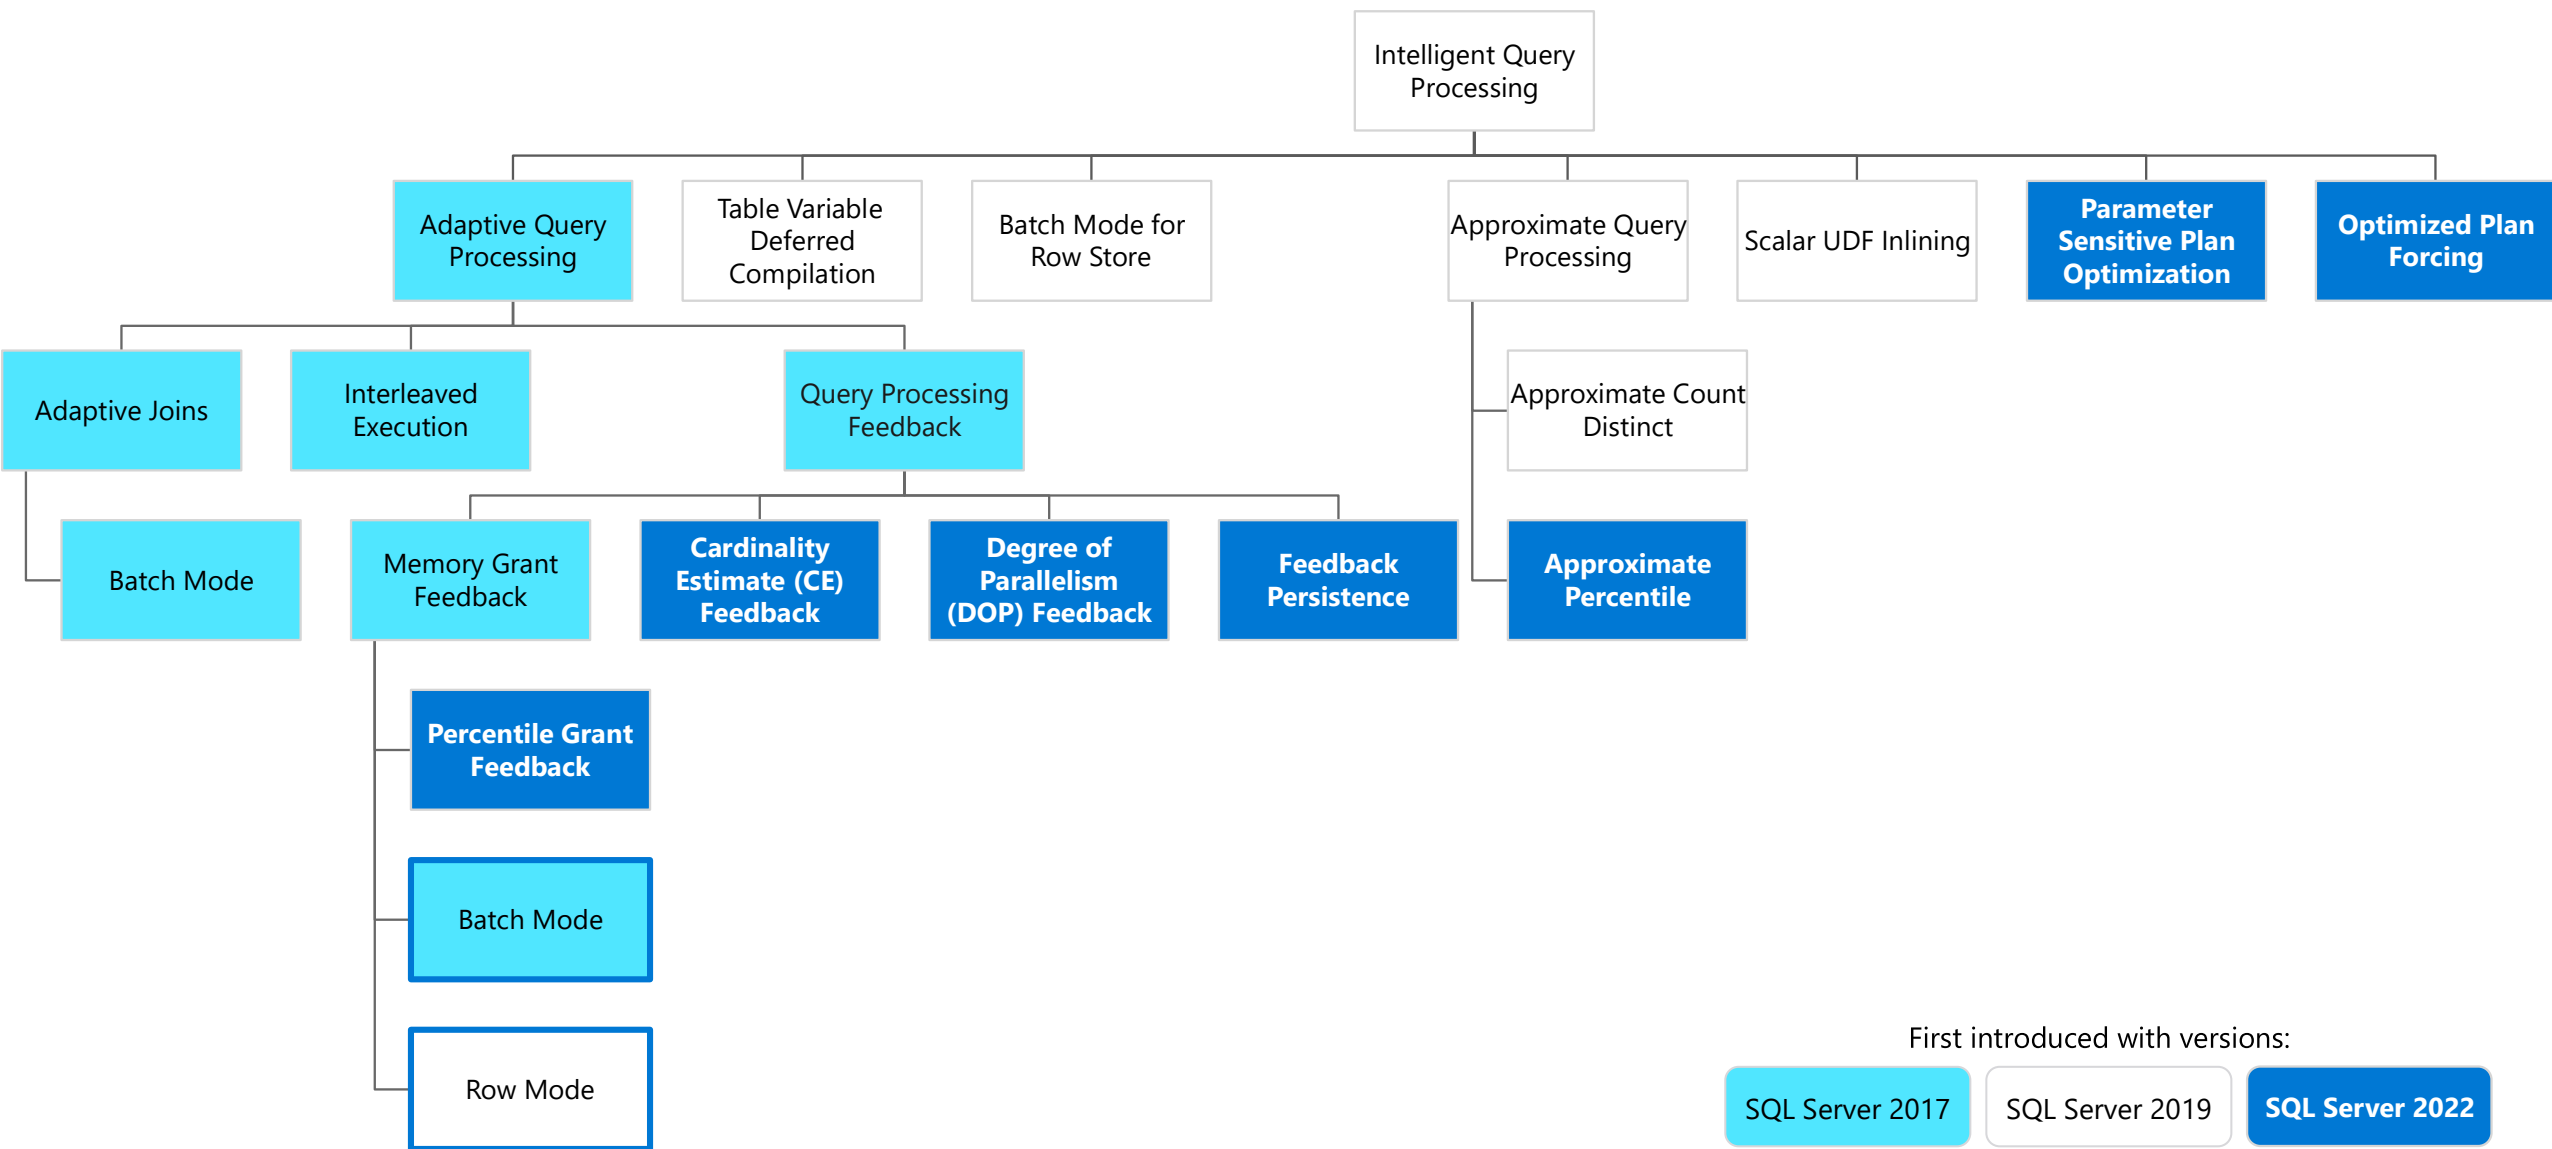 Intelligent Query
Processing
Adaptive Query
Processing
Table Variable
Deferred
Compilation
Batch Mode for
Row Store
Approximate Query
Processing
Scalar UDF Inlining
Parameter
Sensitive Plan
Optimization
Optimized Plan
Forcing
Adaptive Joins
Interleaved
Execution
Query Processing
Feedback
Approximate Count
Distinct
Batch Mode
Memory Grant
Feedback
Cardinality
Estimate (CE)
Feedback
Degree of
Parallelism
(DOP) Feedback
Feedback
Persistence
Approximate
Percentile
Percentile Grant
Feedback
Batch Mode
Row Mode
First introduced with versions:
SQL Server 2017
SQL Server 2019
SQL Server 2022